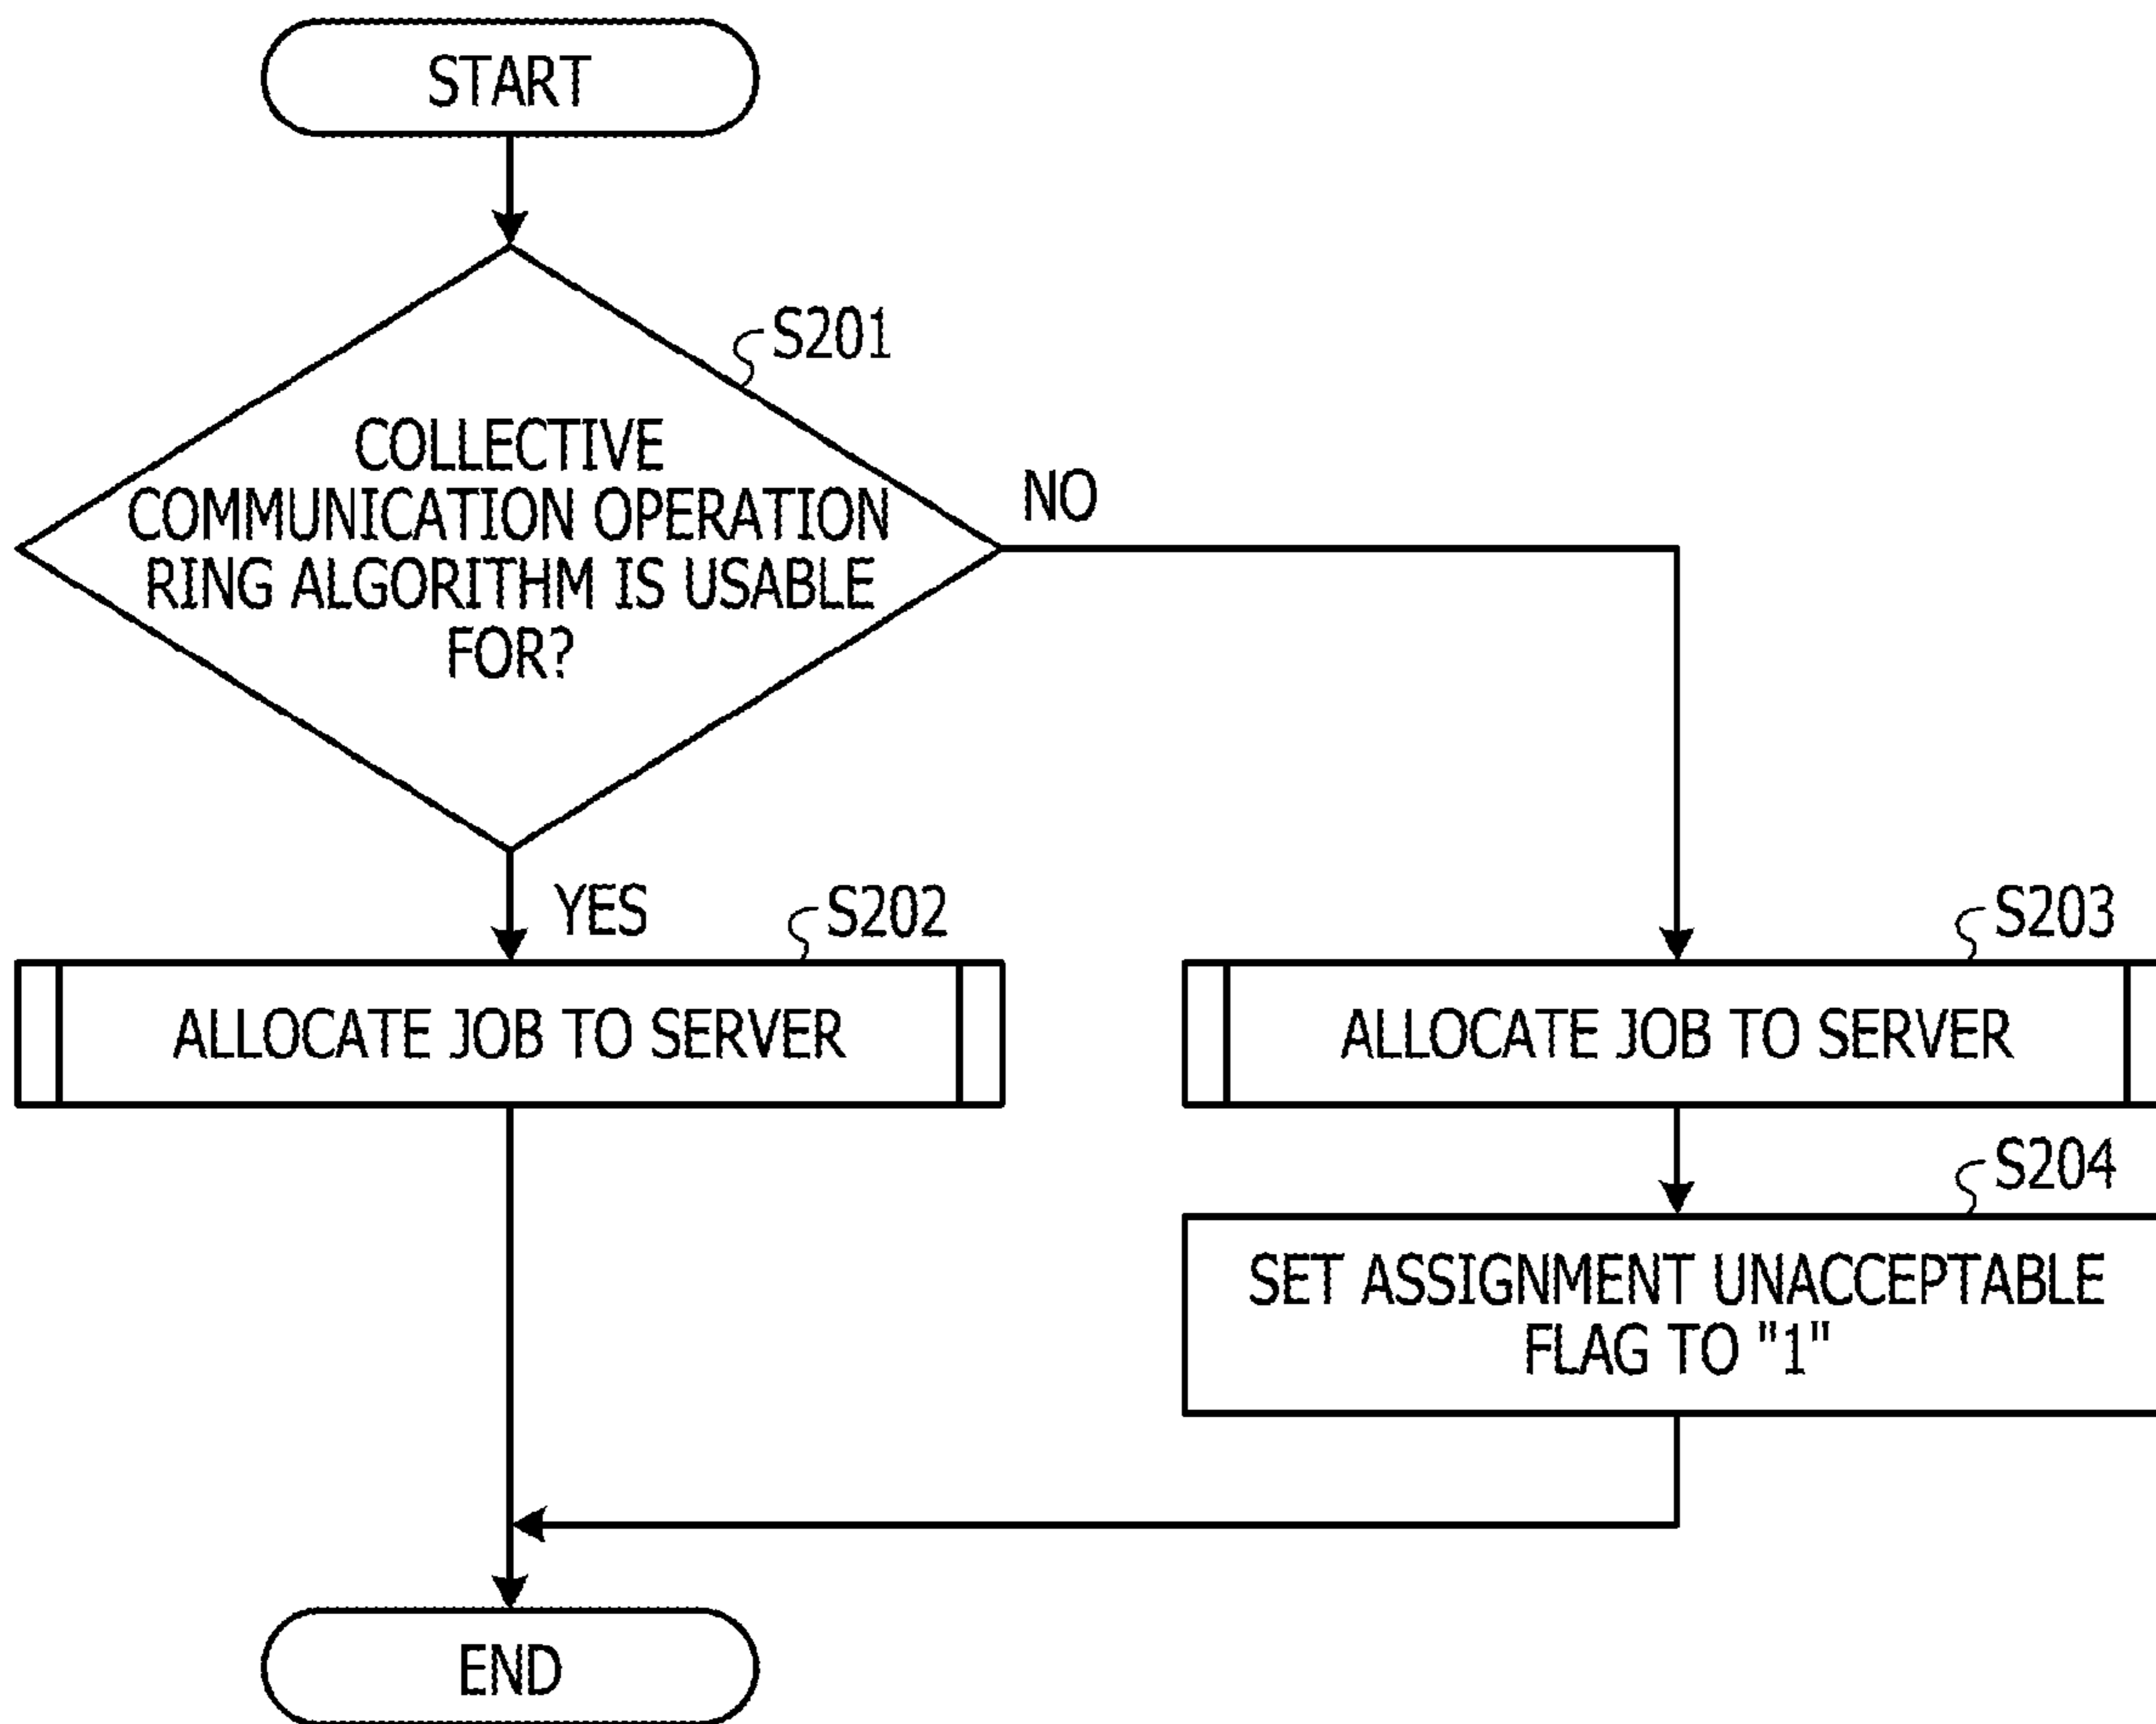 START
S201
COLLECTIVE
COMMUNICATION OPERATION
RING ALGORITHM IS USABLE
FOR?
NO
YES
S202
S203
ALLOCATE JOB TO SERVER
ALLOCATE JOB TO SERVER
S204
SET ASSIGNMENT UNACCEPTABLE
FLAG TO "1"
END